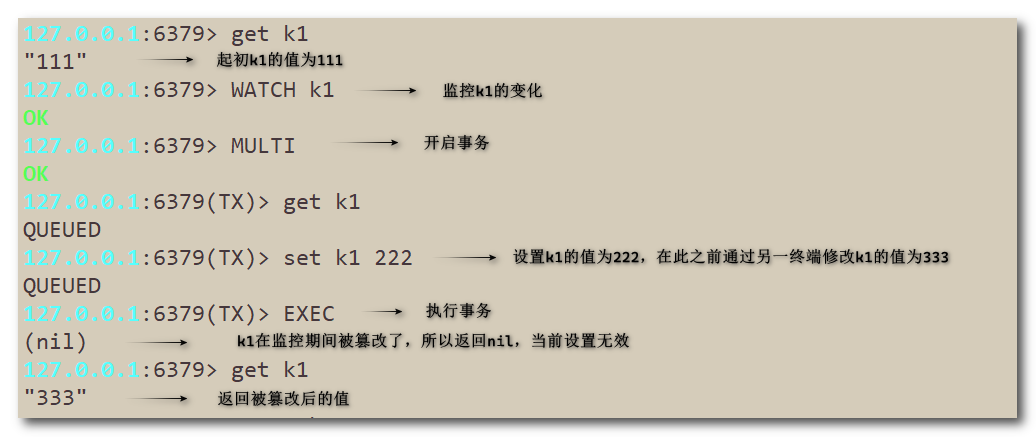 127.0.0.1:6379> get k1
"111" 起初k1的值为111
127.0.0.1:6379> WATCH k1 监控k1的变化
OK
127.0.0.1:6379> MULTI 开启事务
OK
127.0.0.1:6379(TX)> get k1
QUEUED
127.0.0.1:6379(TX)> set k1 222 设置k1的值为222，在此之前通过另一终端修改k1的值为333
QUEUED
127.0.0.1:6379(TX)> EXEC 执行事务
(nil) k1在监控期间被篡改了，所以返回nil，当前设置无效
127.0.0.1:6379> get k1
"333" 返回被篡改后的值